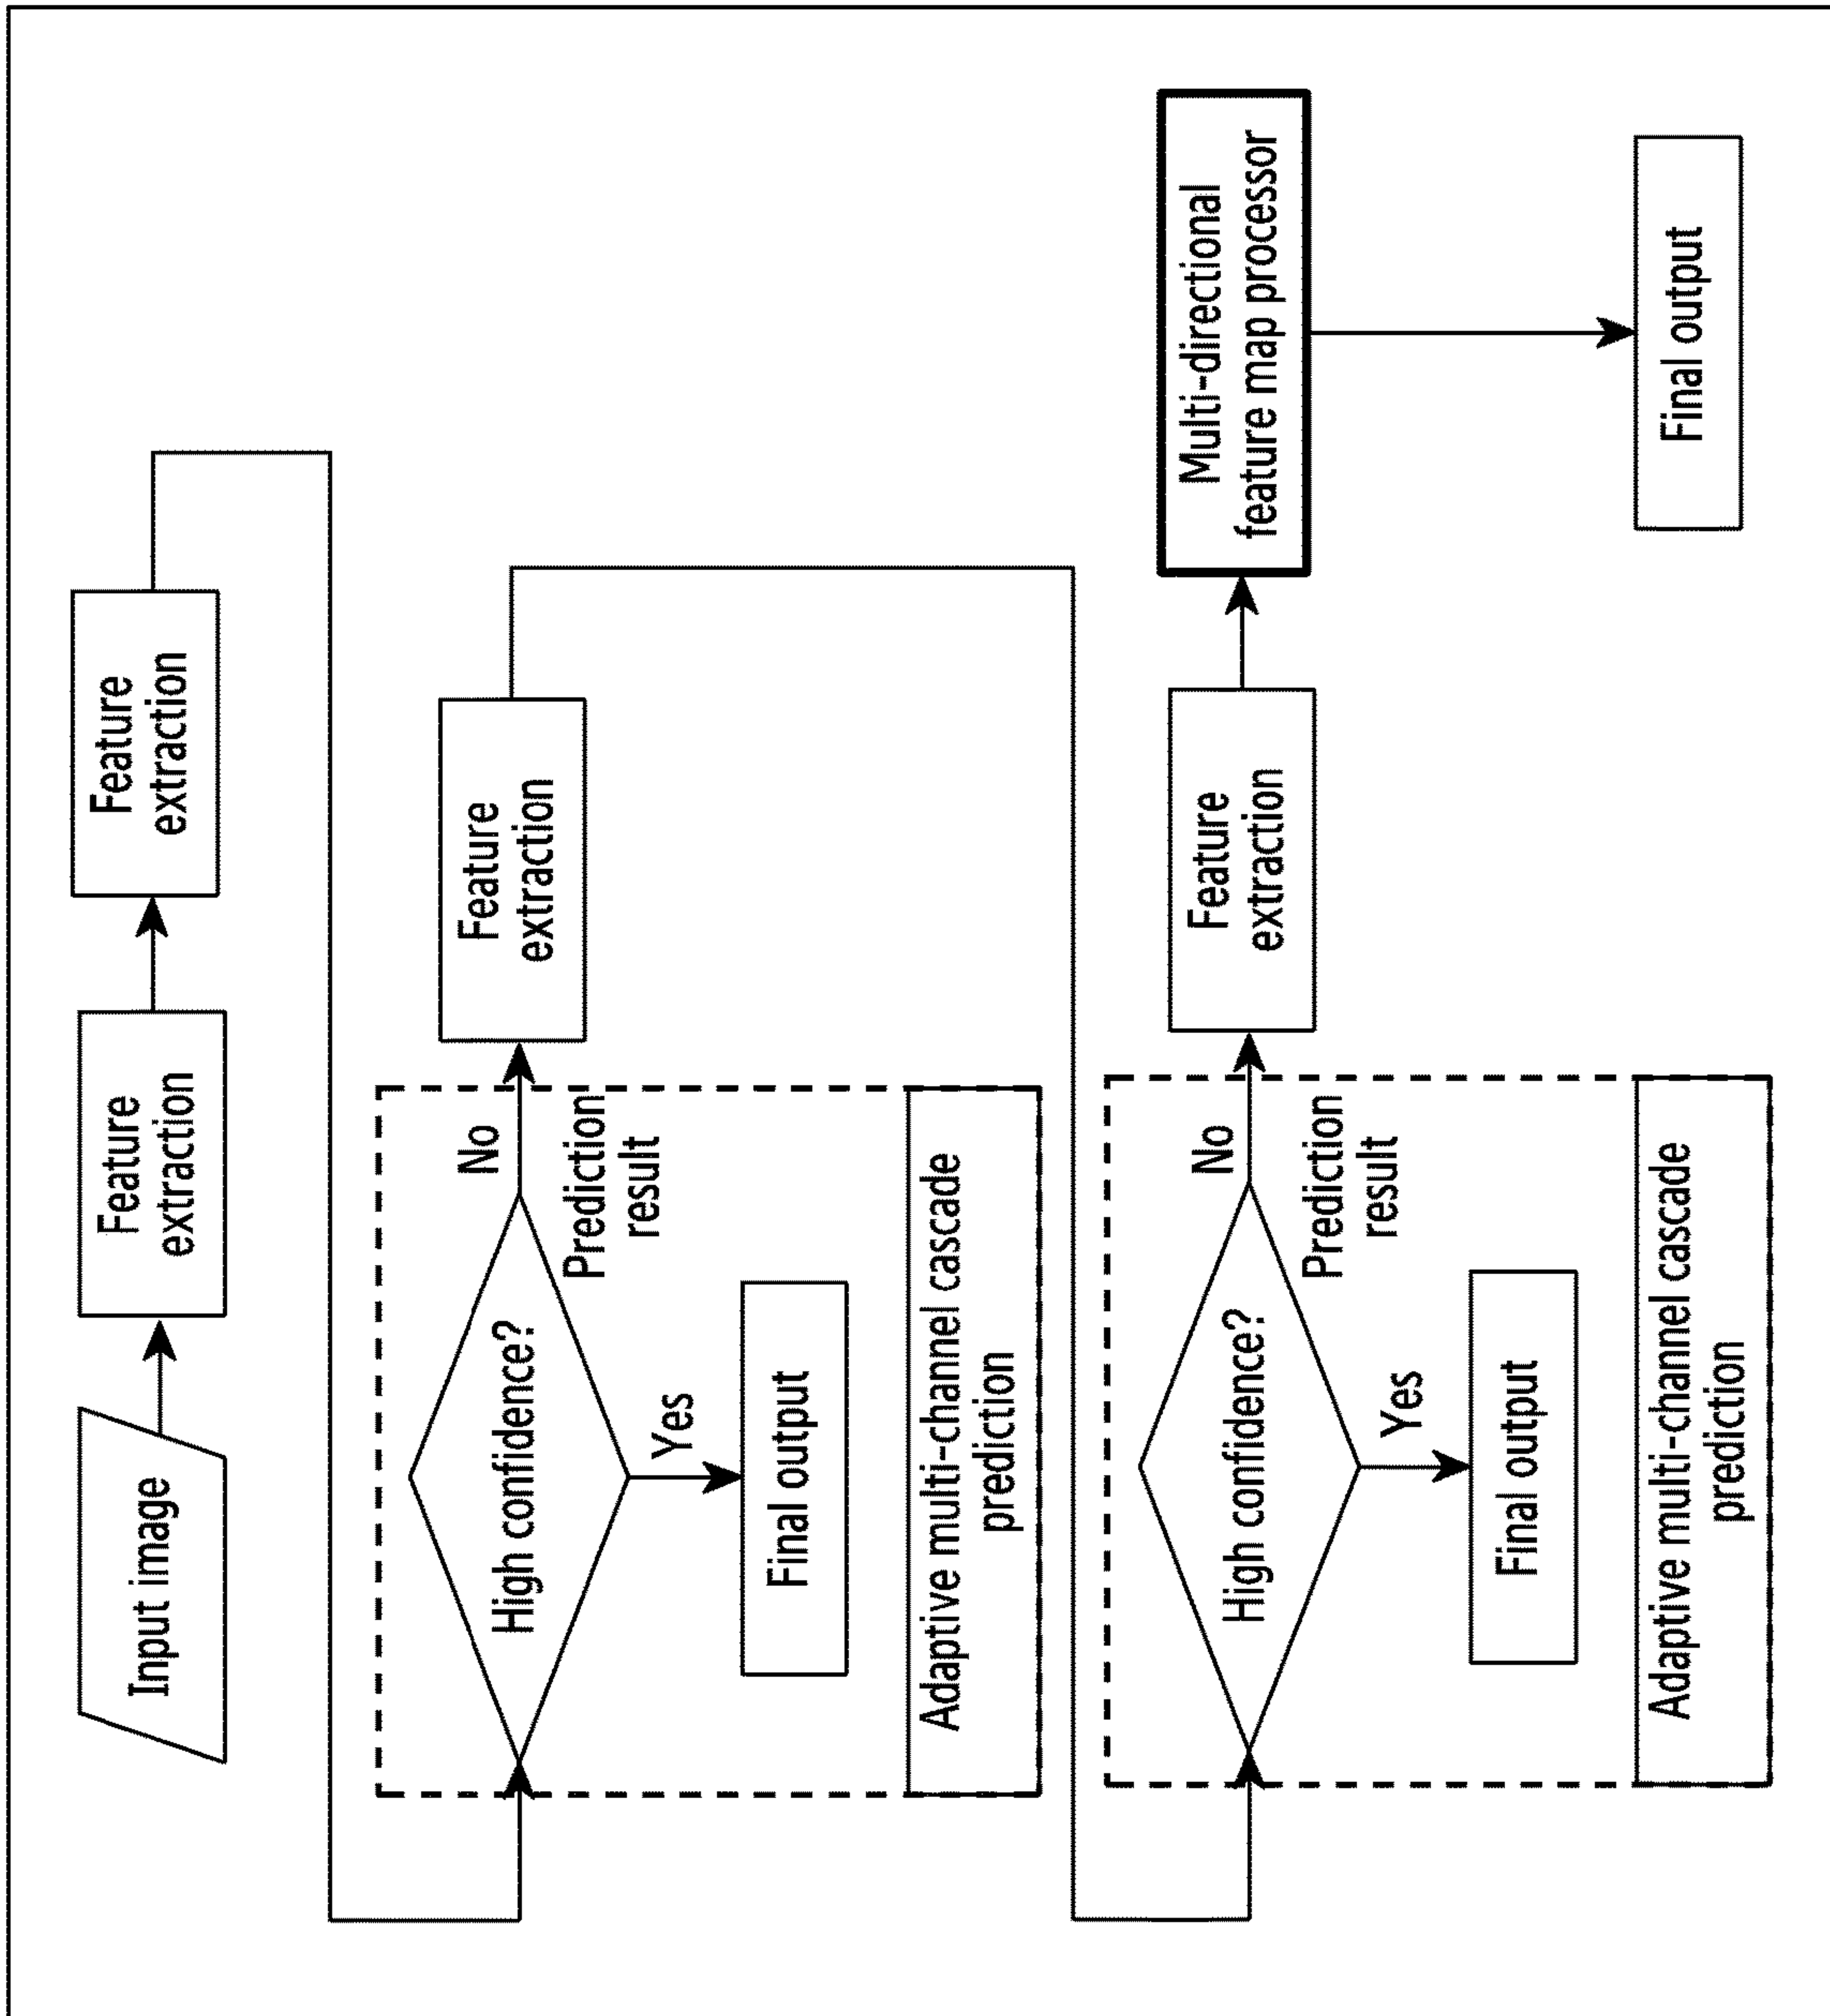 Input image
Feature
extraction
Feature
extraction
High confidence?
No
Prediction
result
Yes
Final output
Adaptive multi-channel cascade
prediction
Feature
extraction
High confidence?
No
Prediction
result
Yes
Final output
Adaptive multi-channel cascade
prediction
Feature
extraction
Multi-directional
feature map processor
Final output